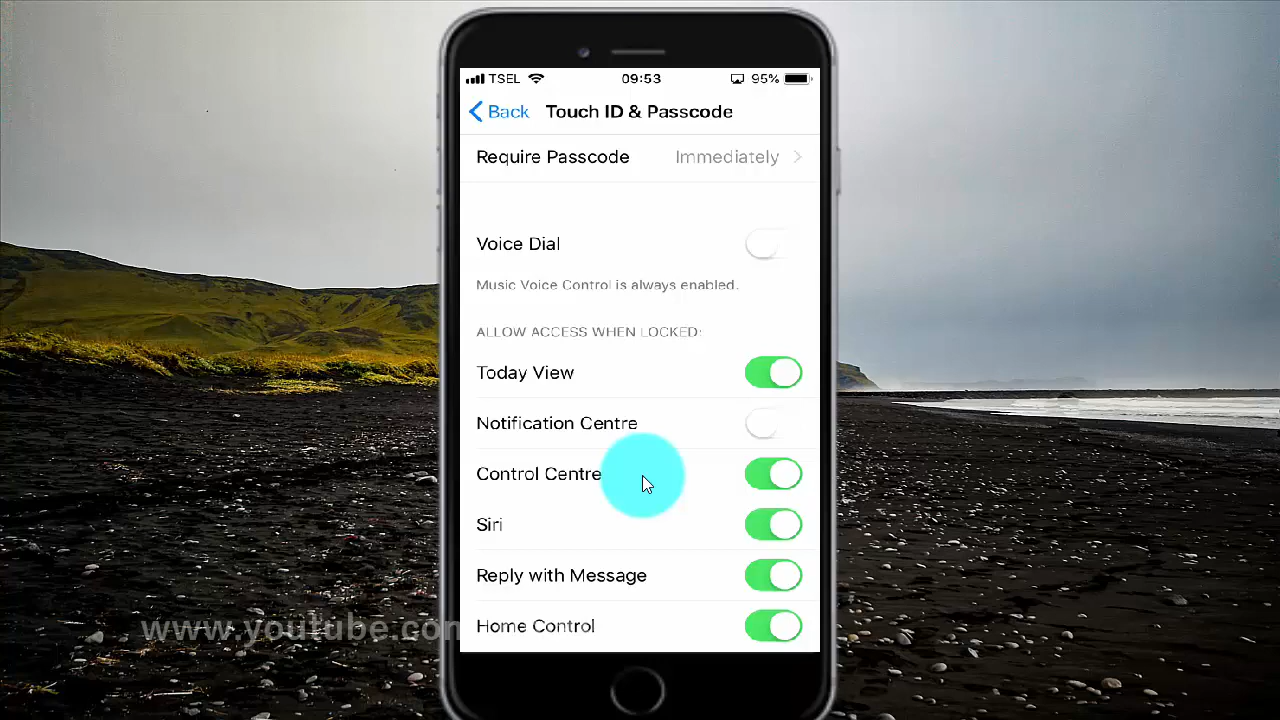 TSEL 09:53 95%
Back Touch ID & Passcode
Require Passcode Immediately
Voice Dial
Music Voice Control is always enabled.
ALLOW ACCESS WHEN LOCKED:
Today View
Notification Centre
Control Centre
Siri
Reply with Message
Home Control
www.youtube.com